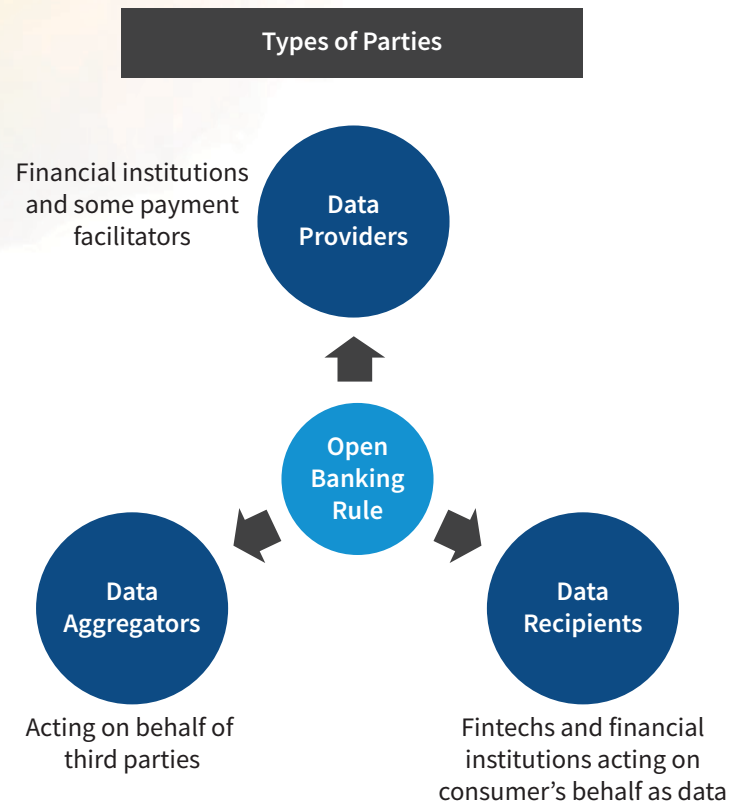 Types of Parties
Financial institutions
and some payment
facilitators
Data
Providers
Open
Banking
Rule
Data
Aggregators
Acting on behalf of
third parties
Data
Recipients
Fintechs and financial
institutions acting on
consumer’s behalf as data